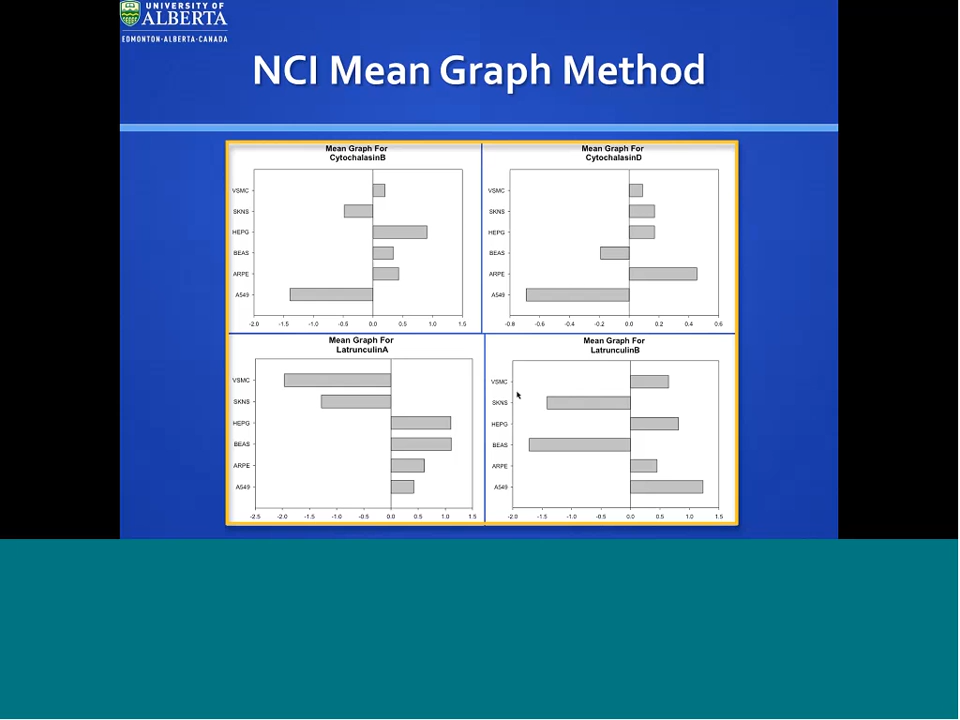 UNIVERSITY OF
ALBERTA
EDMONTON·ALBERTA·CANADA
NCI Mean Graph Method
Mean Graph For
CytochalasinB
VSMC
SKNS
HEPG
BEAS
ARPE
A549
-2.0 -1.5 -1.0 -0.5 0.0 0.5 1.0 1.5
Mean Graph For
CytochalasinD
VSMC
SKNS
HEPG
BEAS
ARPE
A549
-0.8 -0.6 -0.4 -0.2 0.0 0.2 0.4 0.6
Mean Graph For
LatrunculinA
VSMC
SKNS
HEPG
BEAS
ARPE
A549
-2.5 -2.0 -1.5 -1.0 -0.5 0.0 0.5 1.0 1.5
Mean Graph For
LatrunculinB
VSMC
SKNS
HEPG
BEAS
ARPE
A549
-2.0 -1.5 -1.0 -0.5 0.0 0.5 1.0 1.5